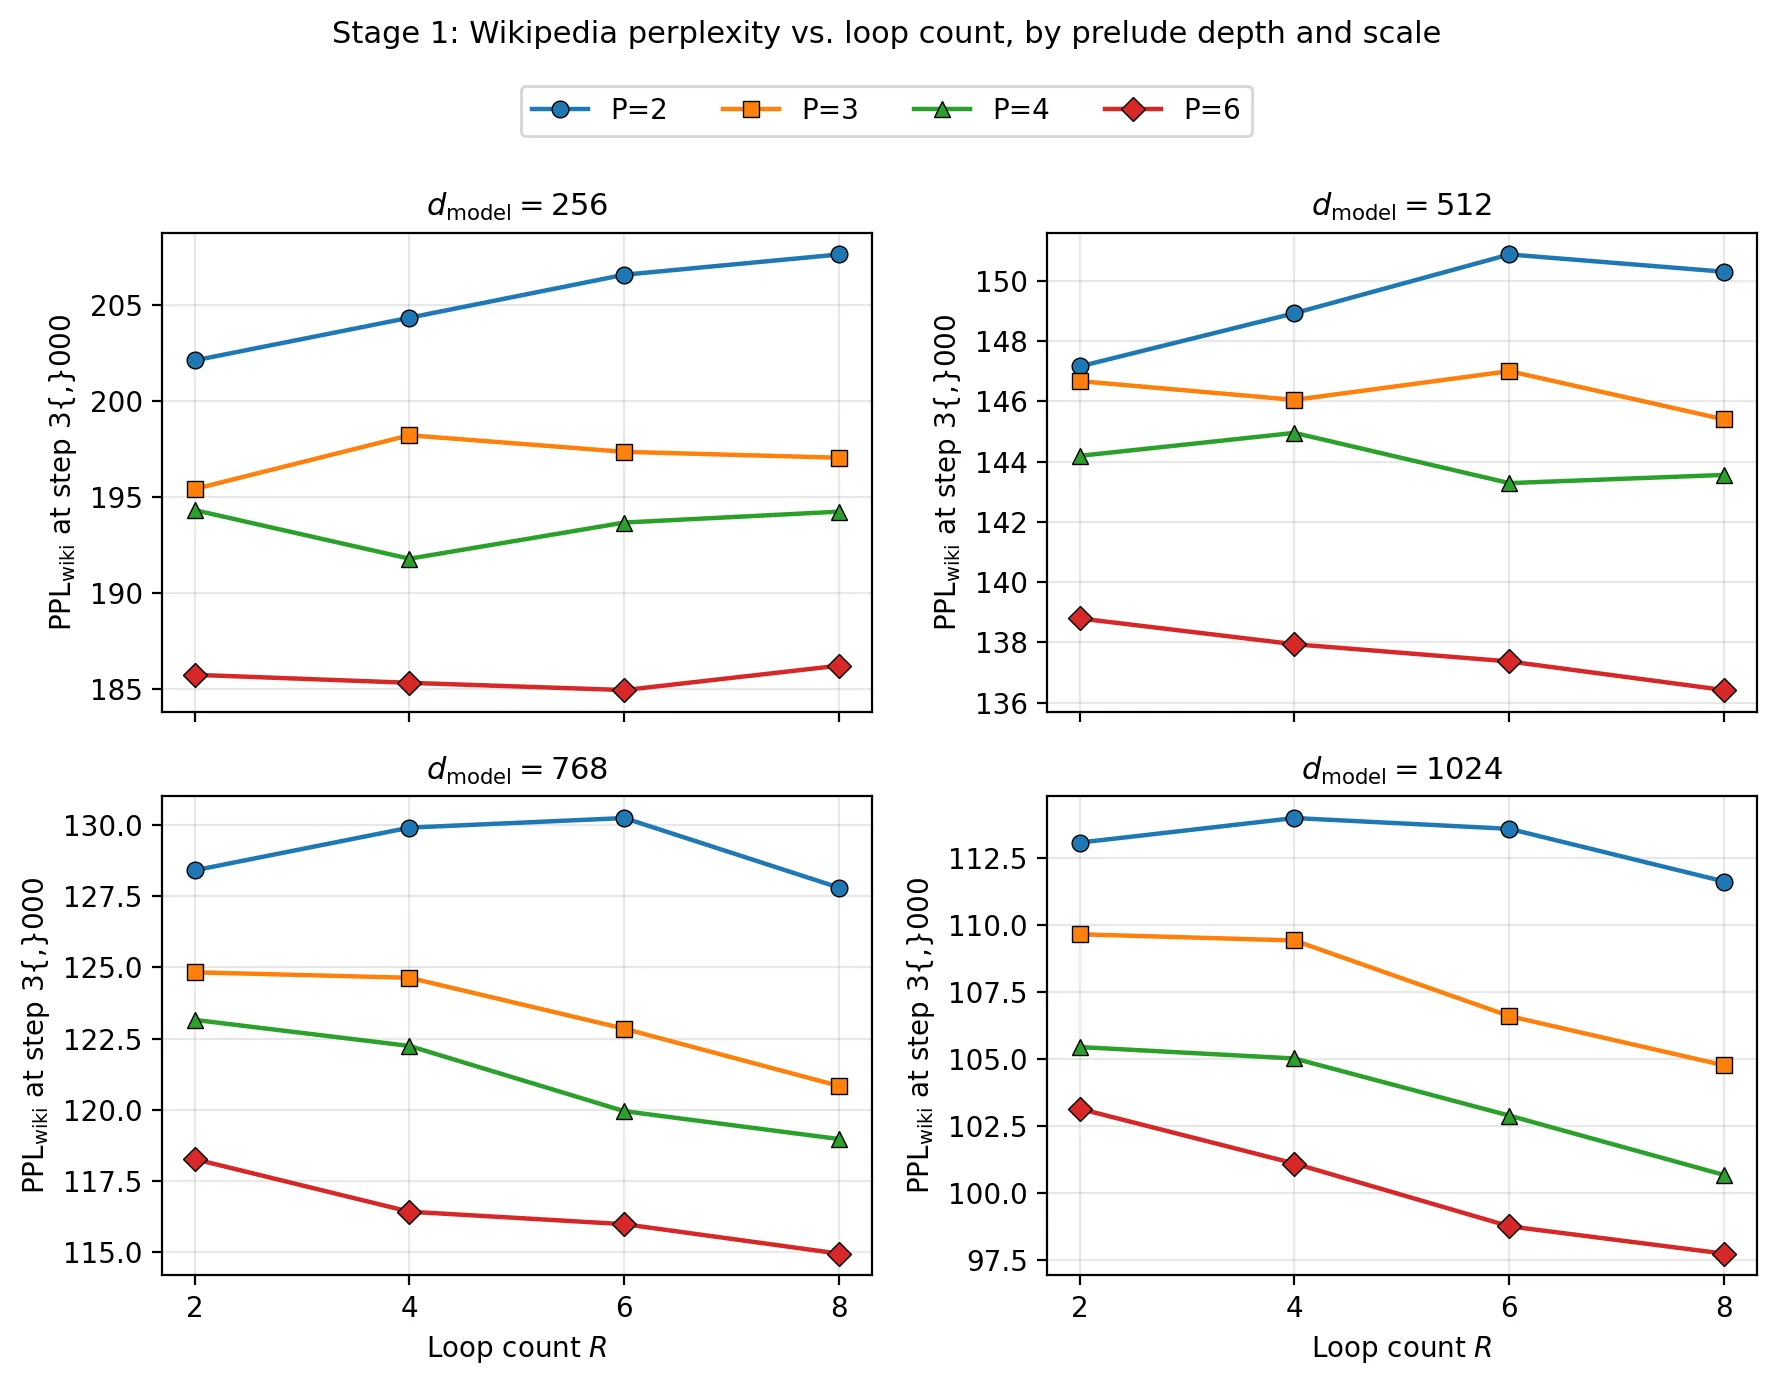 Stage 1: Wikipedia perplexity vs. loop count, by prelude depth and scale
P=2 P=3 P=4 P=6
d_model = 256
PPL_wiki at step 3{,}000
205
200
195
190
185
d_model = 512
PPL_wiki at step 3{,}000
150
148
146
144
142
140
138
136
d_model = 768
PPL_wiki at step 3{,}000
130.0
127.5
125.0
122.5
120.0
117.5
115.0
2 4 6 8
Loop count R
d_model = 1024
PPL_wiki at step 3{,}000
112.5
110.0
107.5
105.0
102.5
100.0
97.5
2 4 6 8
Loop count R